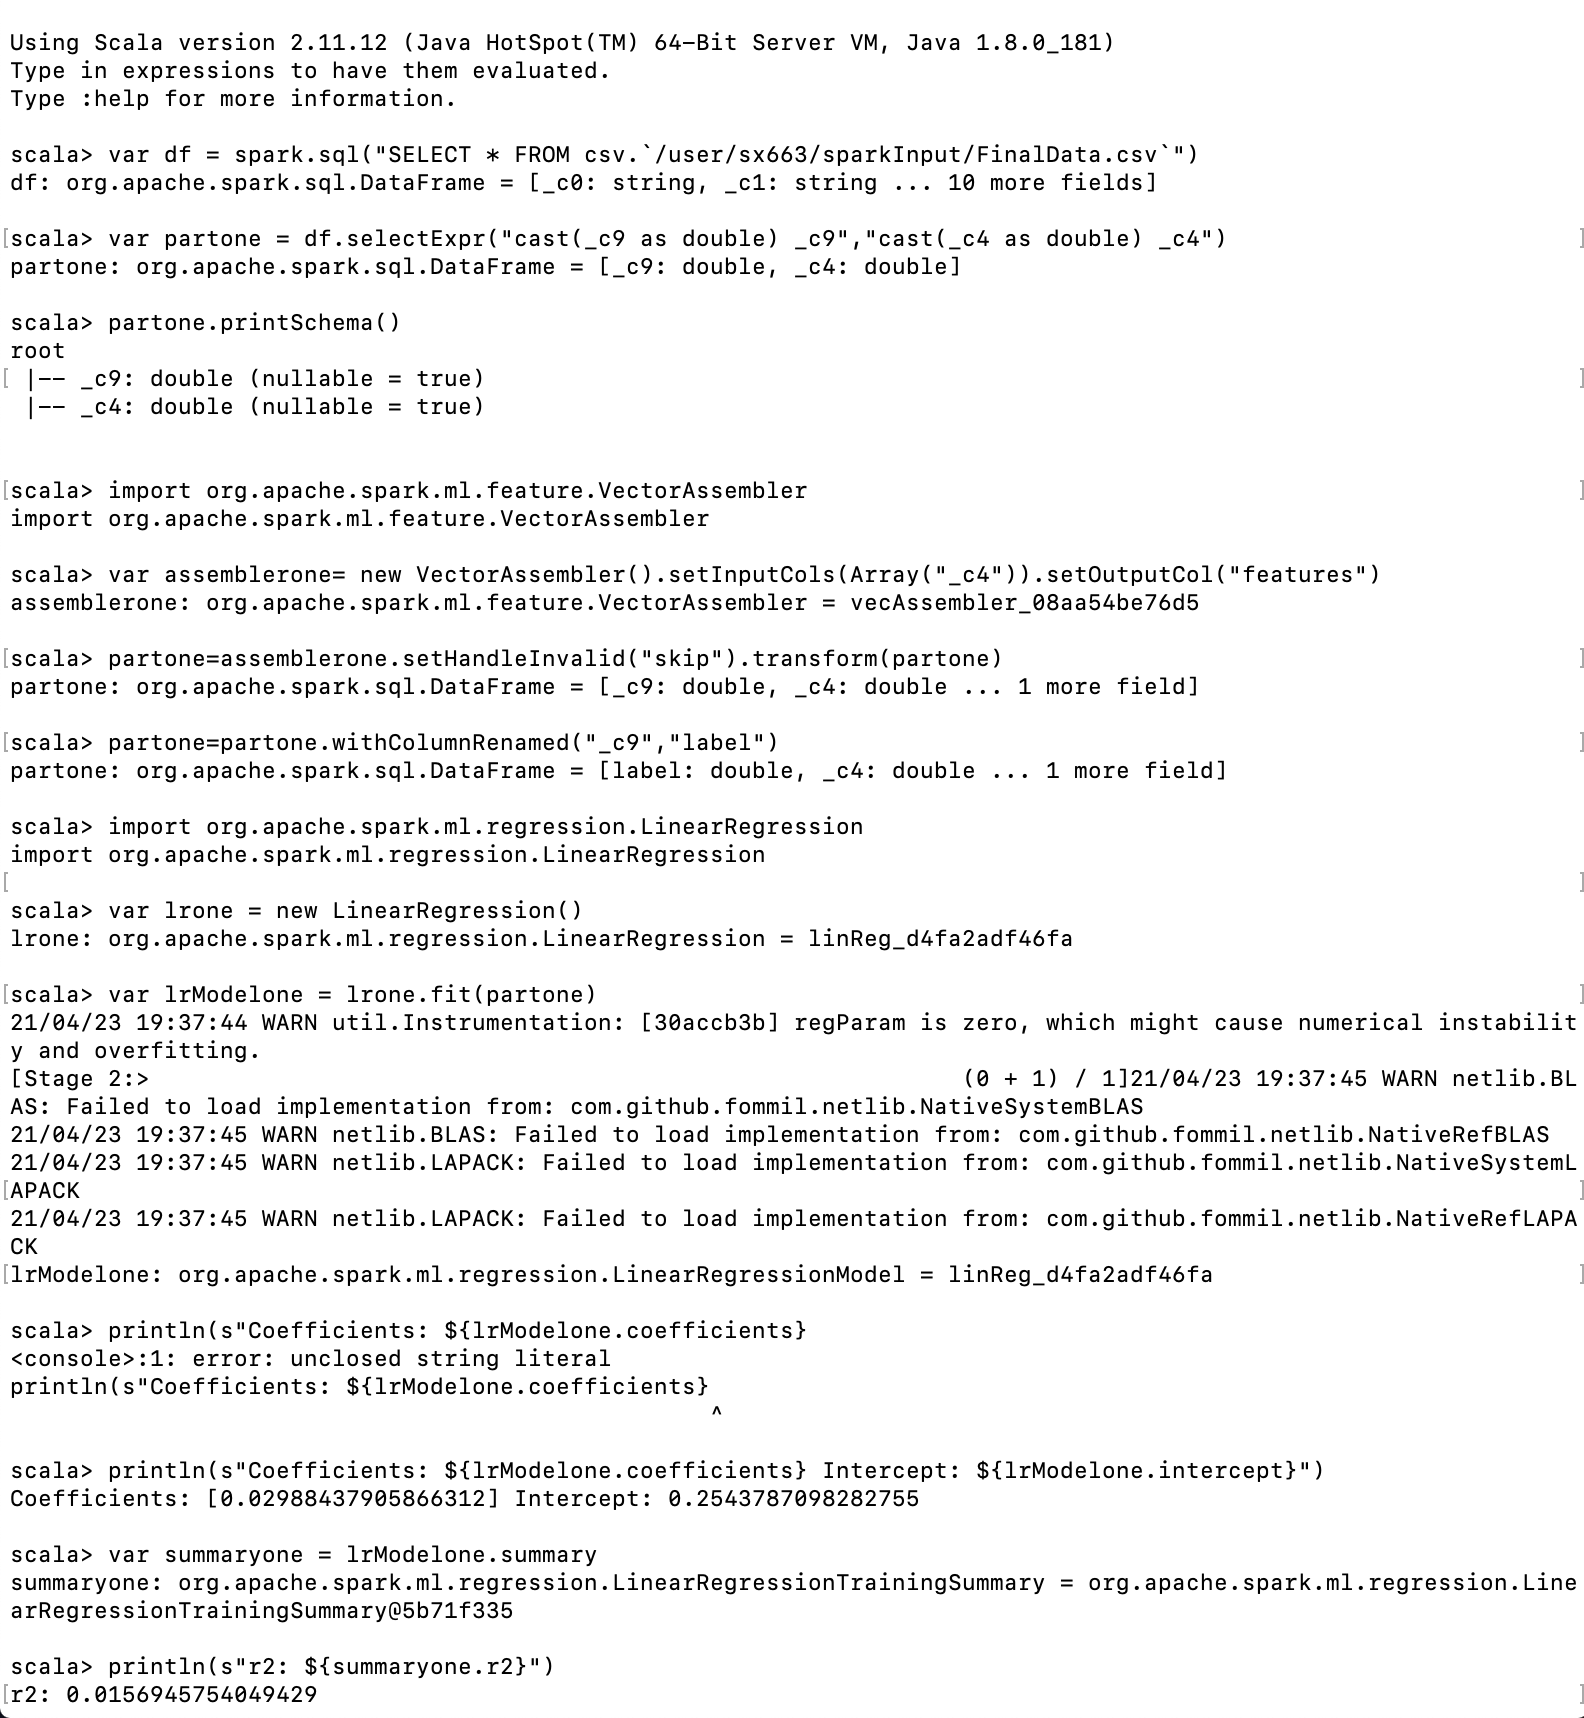 Using Scala version 2.11.12 (Java HotSpot(TM) 64-Bit Server VM, Java 1.8.0_181)
Type in expressions to have them evaluated.
Type :help for more information.
scala> var df = spark.sql("SELECT * FROM csv.`/user/sx663/sparkInput/FinalData.csv`")
df: org.apache.spark.sql.DataFrame = [_c0: string, _c1: string ... 10 more fields]
[scala> var partone = df.selectExpr("cast(_c9 as double) _c9","cast(_c4 as double) _c4") ]
partone: org.apache.spark.sql.DataFrame = [_c9: double, _c4: double]
scala> partone.printSchema()
root
[ |-- _c9: double (nullable = true) ]
 |-- _c4: double (nullable = true)
[scala> import org.apache.spark.ml.feature.VectorAssembler ]
import org.apache.spark.ml.feature.VectorAssembler
scala> var assemblerone= new VectorAssembler().setInputCols(Array("_c4")).setOutputCol("features")
assemblerone: org.apache.spark.ml.feature.VectorAssembler = vecAssembler_08aa54be76d5
[scala> partone=assemblerone.setHandleInvalid("skip").transform(partone) ]
partone: org.apache.spark.sql.DataFrame = [_c9: double, _c4: double ... 1 more field]
[scala> partone=partone.withColumnRenamed("_c9","label") ]
partone: org.apache.spark.sql.DataFrame = [label: double, _c4: double ... 1 more field]
scala> import org.apache.spark.ml.regression.LinearRegression
import org.apache.spark.ml.regression.LinearRegression
[ ]
scala> var lrone = new LinearRegression()
lrone: org.apache.spark.ml.regression.LinearRegression = linReg_d4fa2adf46fa
[scala> var lrModelone = lrone.fit(partone) ]
21/04/23 19:37:44 WARN util.Instrumentation: [30accb3b] regParam is zero, which might cause numerical instabilit
y and overfitting.
[Stage 2:> (0 + 1) / 1]21/04/23 19:37:45 WARN netlib.BL
AS: Failed to load implementation from: com.github.fommil.netlib.NativeSystemBLAS
21/04/23 19:37:45 WARN netlib.BLAS: Failed to load implementation from: com.github.fommil.netlib.NativeRefBLAS
21/04/23 19:37:45 WARN netlib.LAPACK: Failed to load implementation from: com.github.fommil.netlib.NativeSystemL
[APACK ]
21/04/23 19:37:45 WARN netlib.LAPACK: Failed to load implementation from: com.github.fommil.netlib.NativeRefLAPA
CK
[lrModelone: org.apache.spark.ml.regression.LinearRegressionModel = linReg_d4fa2adf46fa ]
scala> println(s"Coefficients: ${lrModelone.coefficients}
<console>:1: error: unclosed string literal
println(s"Coefficients: ${lrModelone.coefficients}
^
scala> println(s"Coefficients: ${lrModelone.coefficients} Intercept: ${lrModelone.intercept}")
Coefficients: [0.02988437905866312] Intercept: 0.2543787098282755
scala> var summaryone = lrModelone.summary
summaryone: org.apache.spark.ml.regression.LinearRegressionTrainingSummary = org.apache.spark.ml.regression.Line
arRegressionTrainingSummary@5b71f335
scala> println(s"r2: ${summaryone.r2}")
[r2: 0.0156945754049429 ]